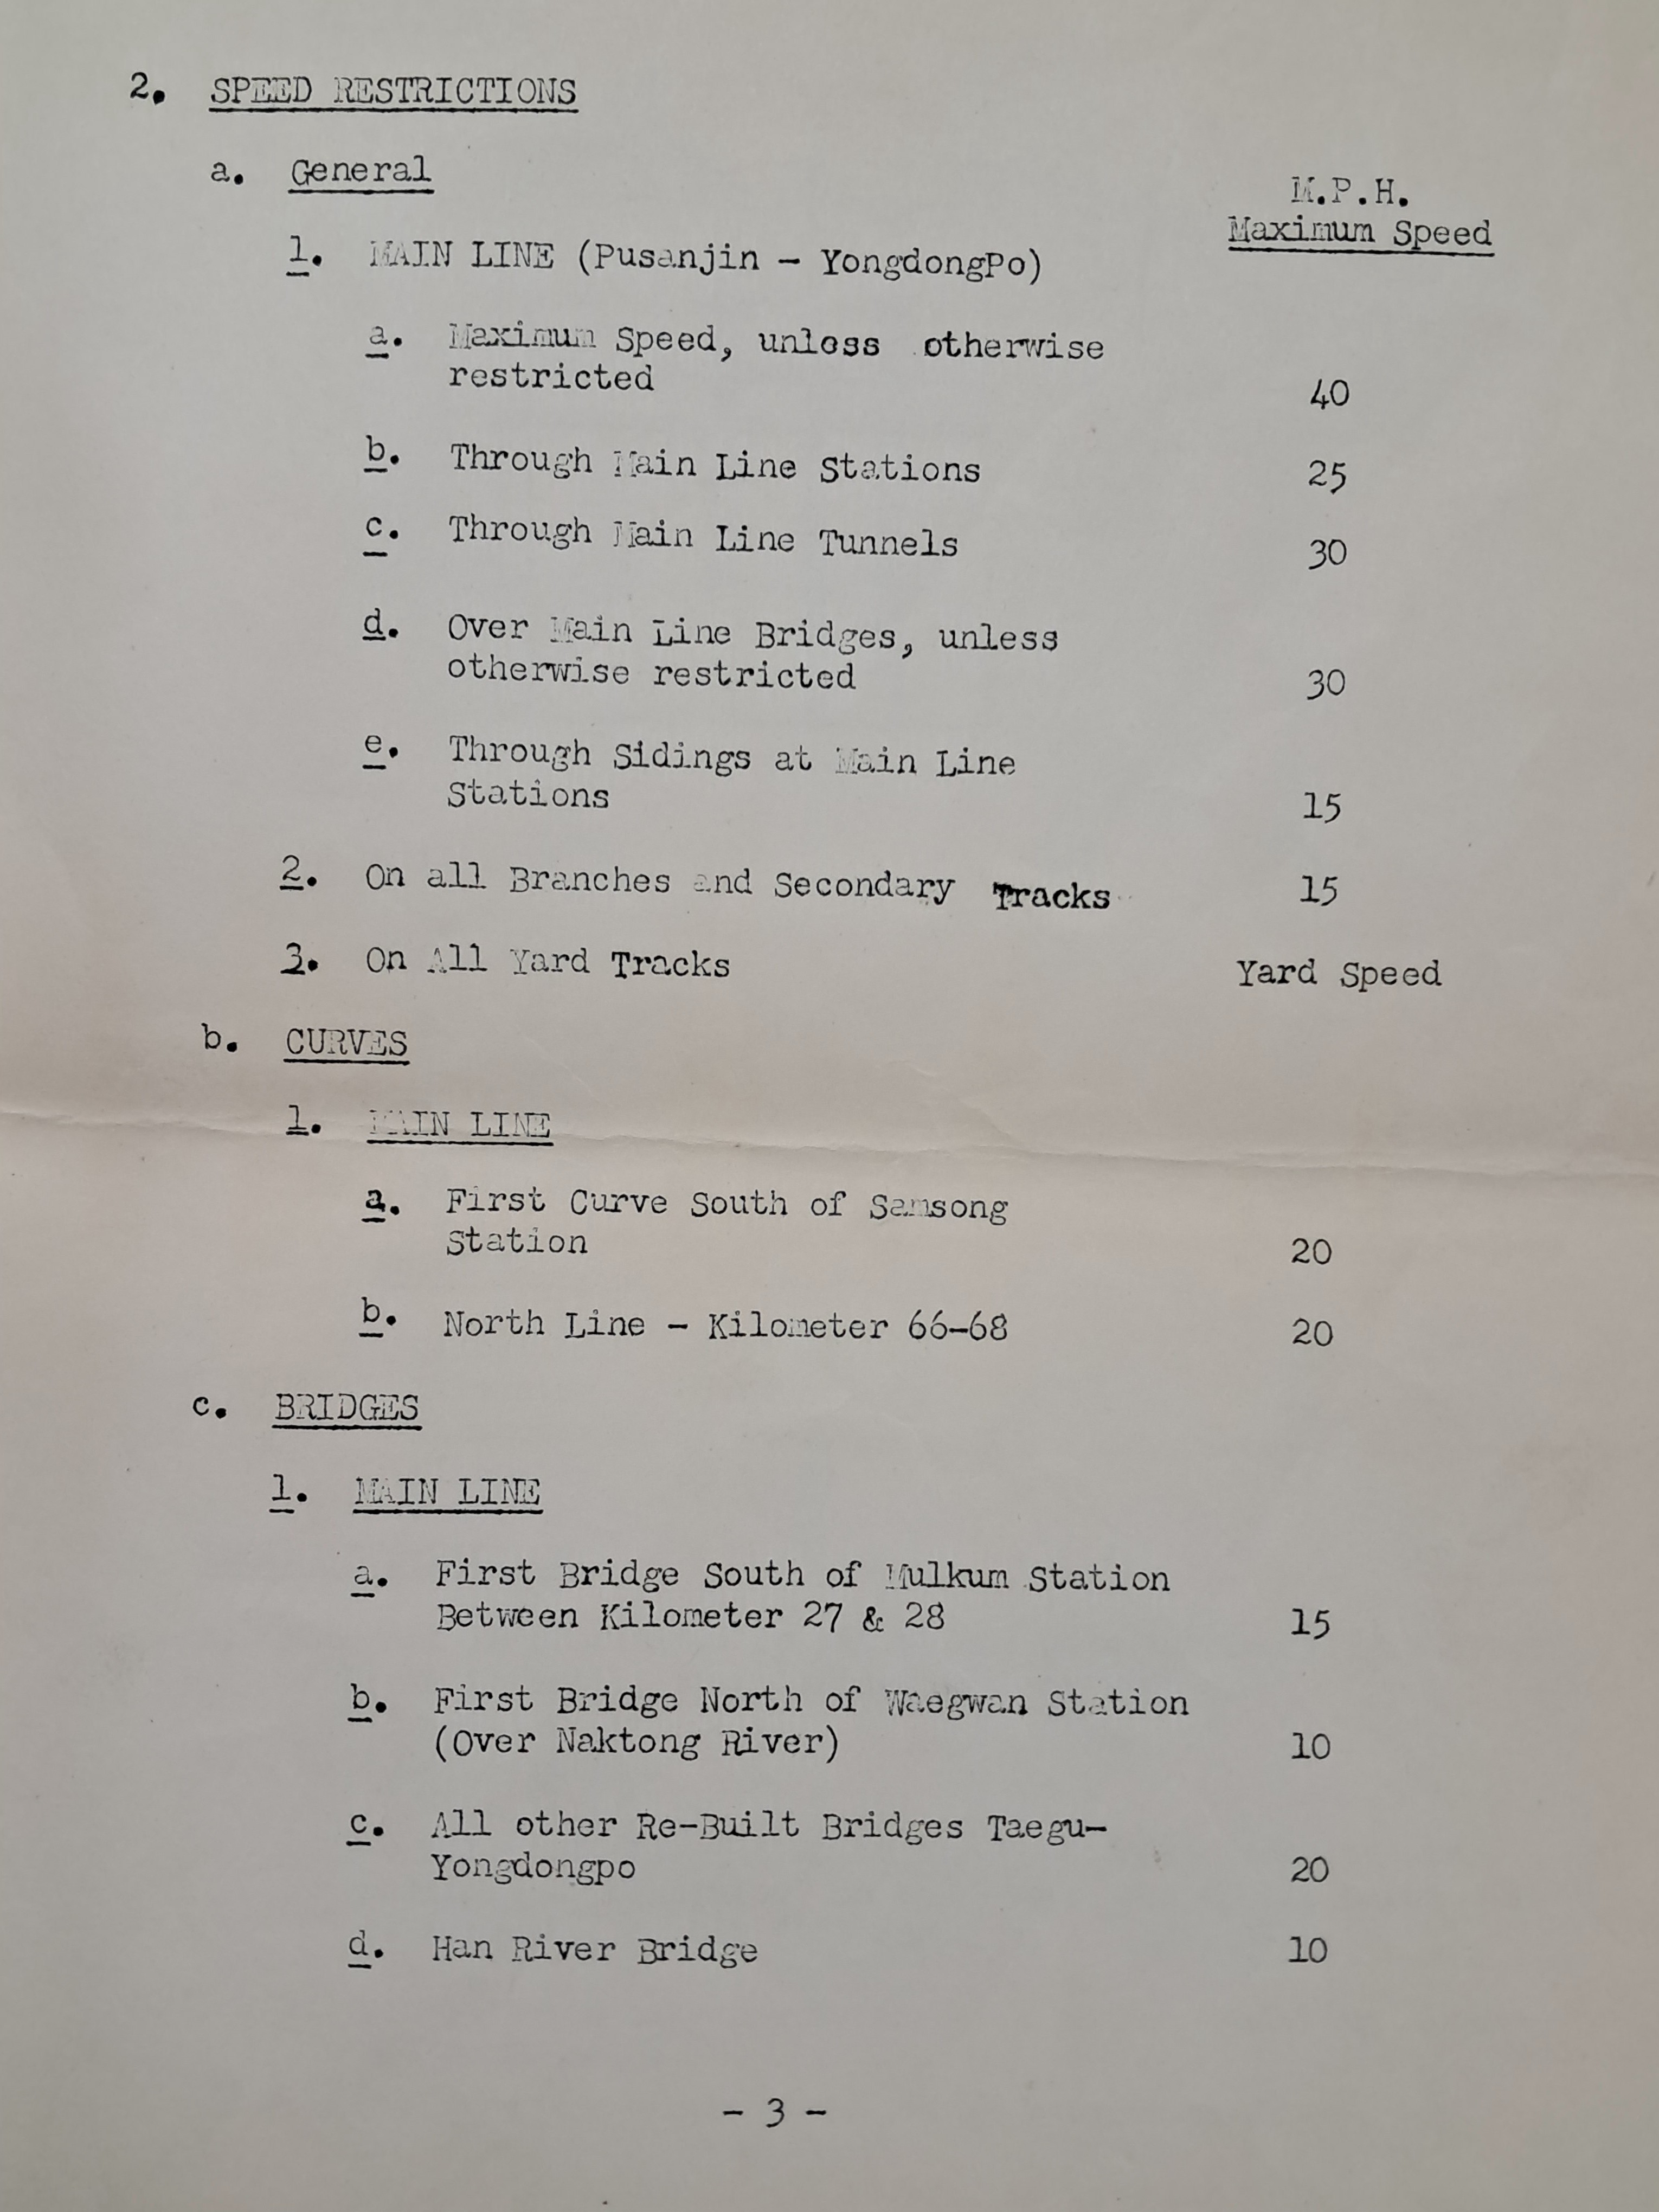 2. SPEED RESTRICTIONS
a. General
M.P.H.
Maximum Speed
1. MAIN LINE (Pusanjin - YongdongPo)
a. Maximum Speed, unless otherwise
restricted 40
b. Through Main Line Stations 25
c. Through Main Line Tunnels 30
d. Over Main Line Bridges, unless
otherwise restricted 30
e. Through Sidings at Main Line
Stations 15
2. On all Branches and Secondary Tracks 15
3. On All Yard Tracks Yard Speed
b. CURVES
1. MAIN LINE
a. First Curve South of Samsong
Station 20
b. North Line - Kilometer 66-68 20
c. BRIDGES
1. MAIN LINE
a. First Bridge South of Mulkum Station
Between Kilometer 27 & 28 15
b. First Bridge North of Waegwan Station
(Over Naktong River) 10
c. All other Re-Built Bridges Taegu-
Yongdongpo 20
d. Han River Bridge 10
- 3 -